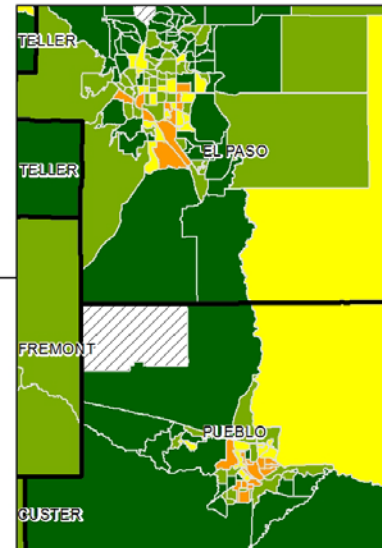 TELLER
EL PASO
TELLER
FREMONT
PUEBLO
CUSTER